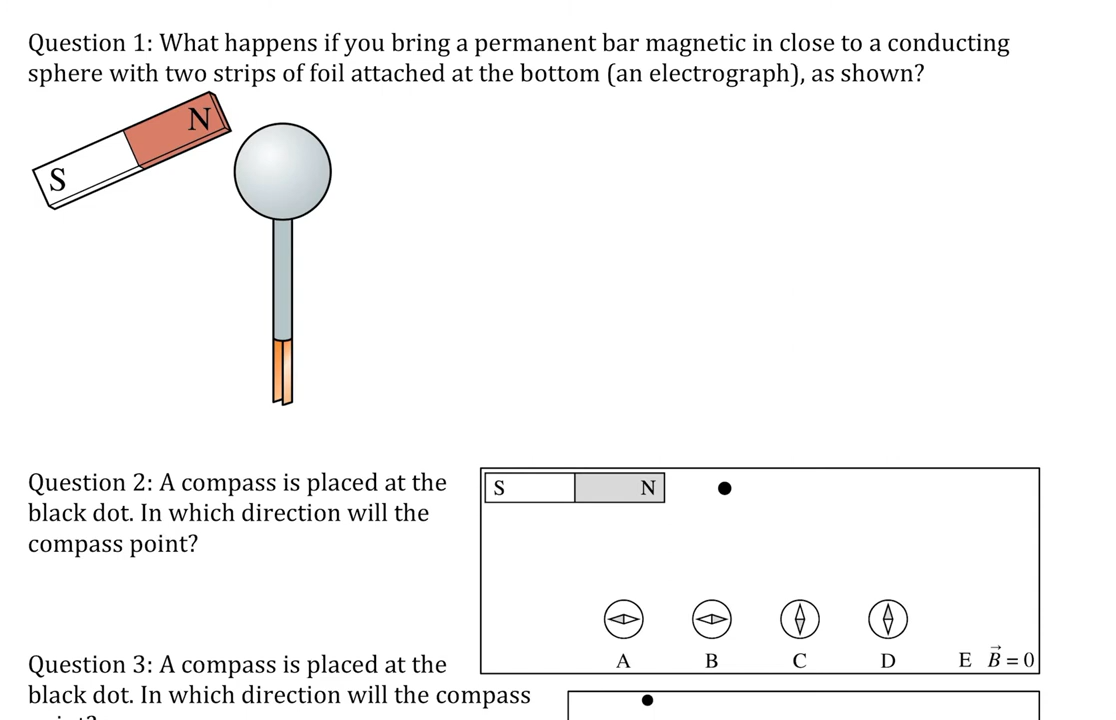 Question 1: What happens if you bring a permanent bar magnetic in close to a conducting
sphere with two strips of foil attached at the bottom (an electrograph), as shown?
N
S
Question 2: A compass is placed at the
black dot. In which direction will the
compass point?
S N
A B C D E B⃗ = 0
Question 3: A compass is placed at the
black dot. In which direction will the compass